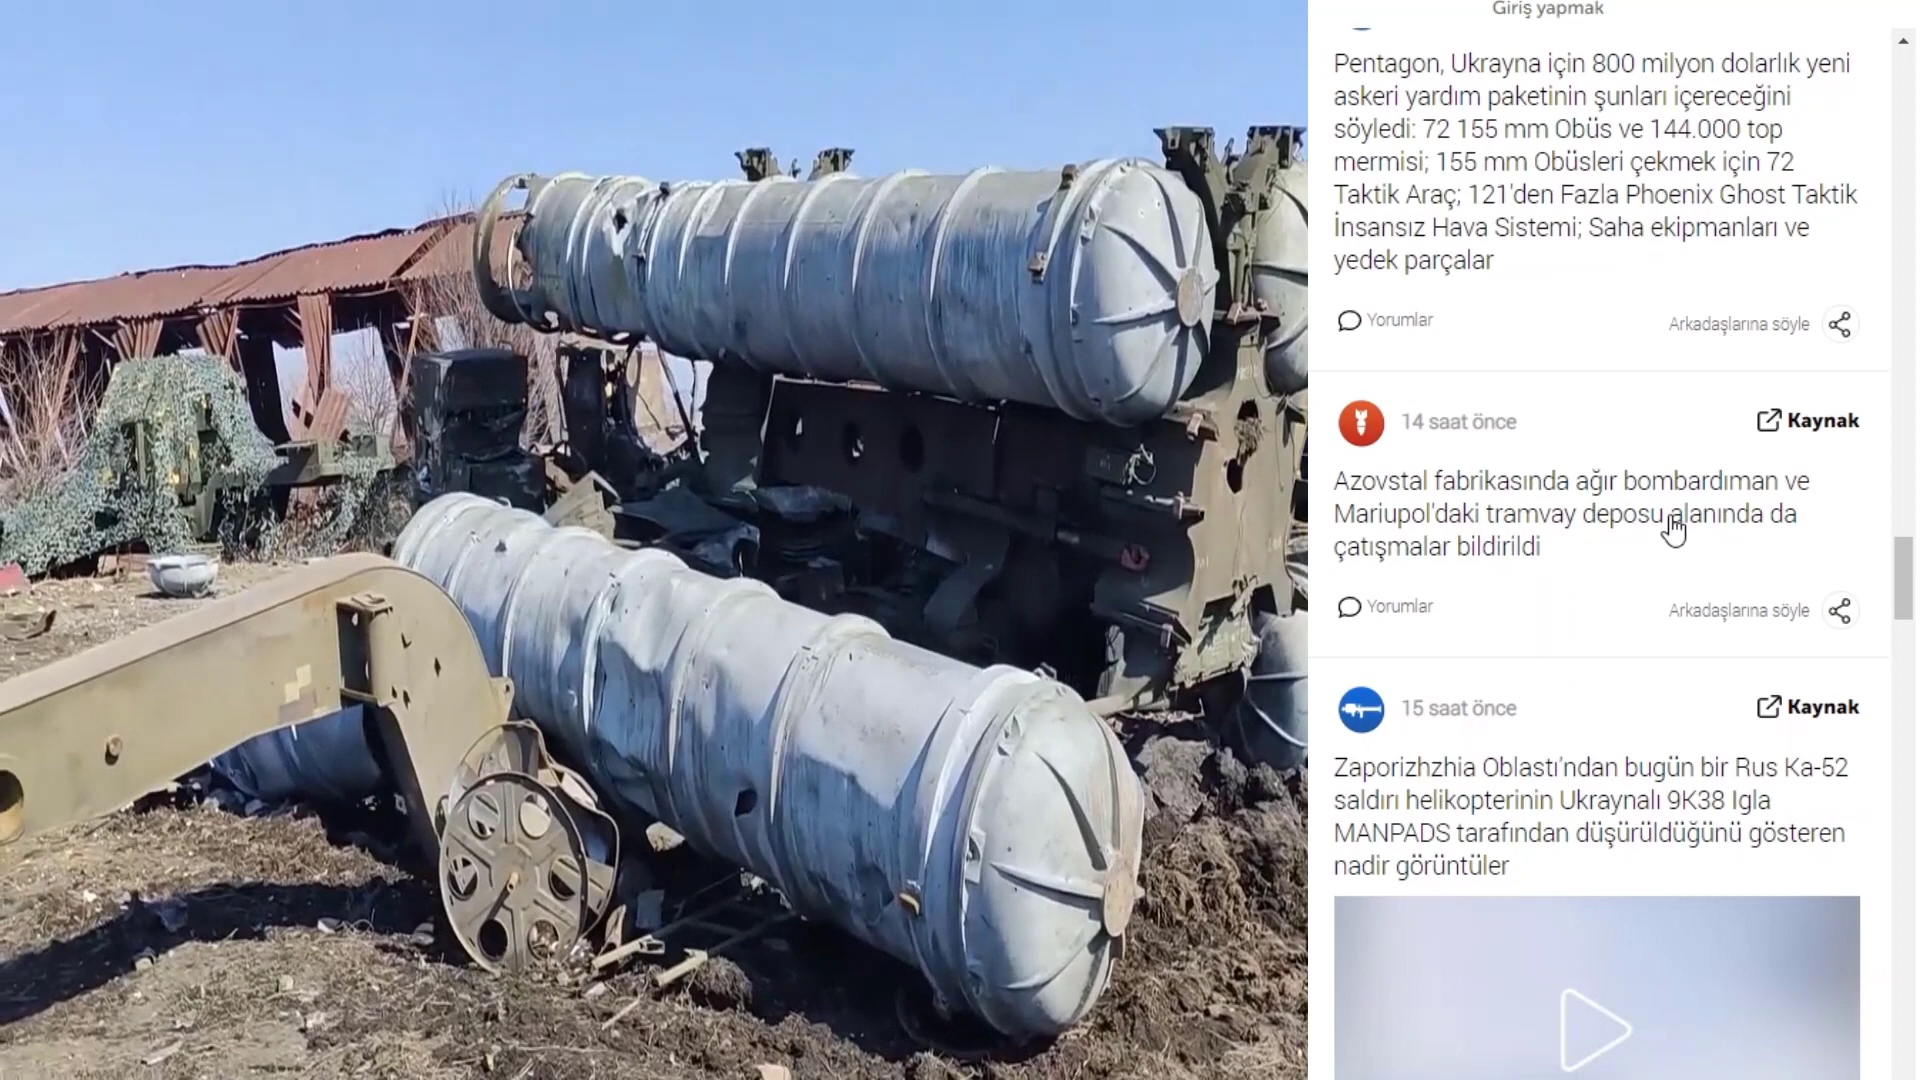 Giriş yapmak
Pentagon, Ukrayna için 800 milyon dolarlık yeni
askeri yardım paketinin şunları içereceğini
söyledi: 72 155 mm Obüs ve 144.000 top
mermisi; 155 mm Obüsleri çekmek için 72
Taktik Araç; 121'den Fazla Phoenix Ghost Taktik
İnsansız Hava Sistemi; Saha ekipmanları ve
yedek parçalar
Yorumlar
Arkadaşlarına söyle
14 saat önce
Kaynak
Azovstal fabrikasında ağır bombardıman ve
Mariupol'daki tramvay deposu alanında da
çatışmalar bildirildi
Yorumlar
Arkadaşlarına söyle
15 saat önce
Kaynak
Zaporizhzhia Oblastı'ndan bugün bir Rus Ka-52
saldırı helikopterinin Ukraynalı 9K38 Igla
MANPADS tarafından düşürüldüğünü gösteren
nadir görüntüler